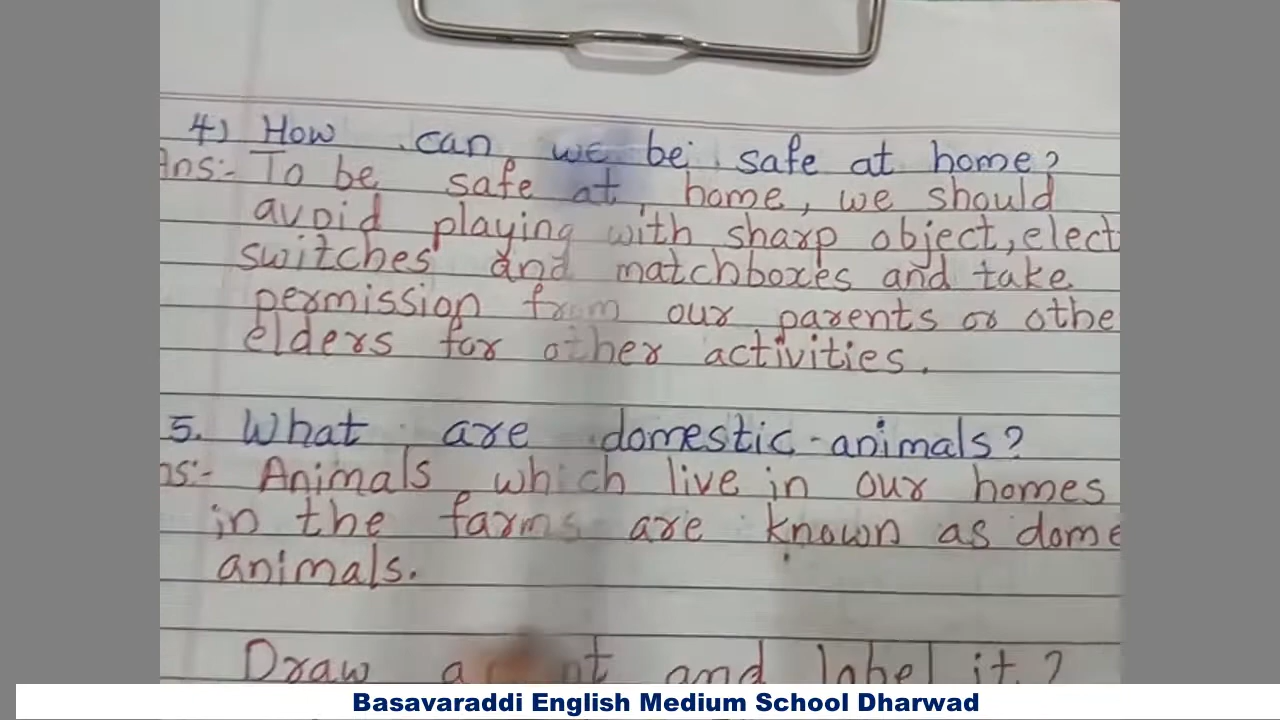 4) How can we be safe at home?
Ans:- To be safe at home, we should
avoid playing with sharp object, elect
switches and matchboxes and take
permission from our parents or othe
elders for other activities.
5. What are domestic animals?
ns:- Animals which live in our homes
in the farms are known as dome
animals.
Draw a and label it?
Basavaraddi English Medium School Dharwad